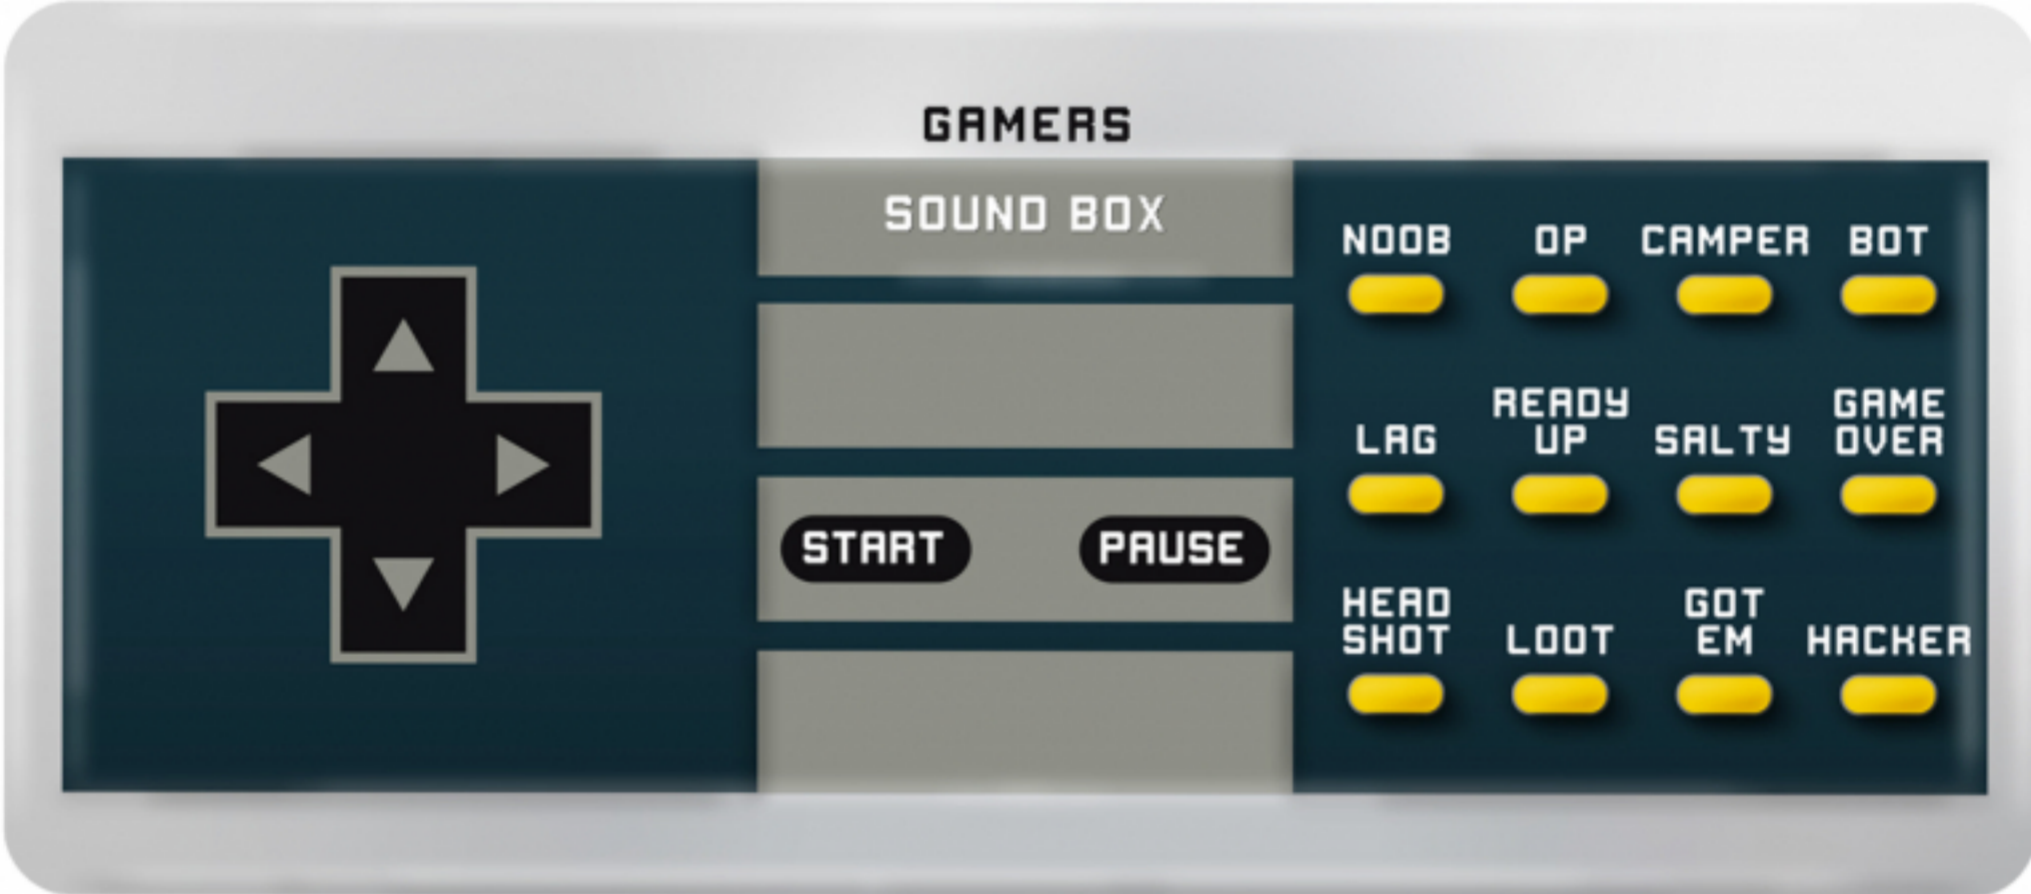 GAMERS
SOUND BOX
NOOB OP CAMPER BOT
LAG READY UP SALTY GAME OVER
START PAUSE
HEAD SHOT LOOT GOT EM HACKER